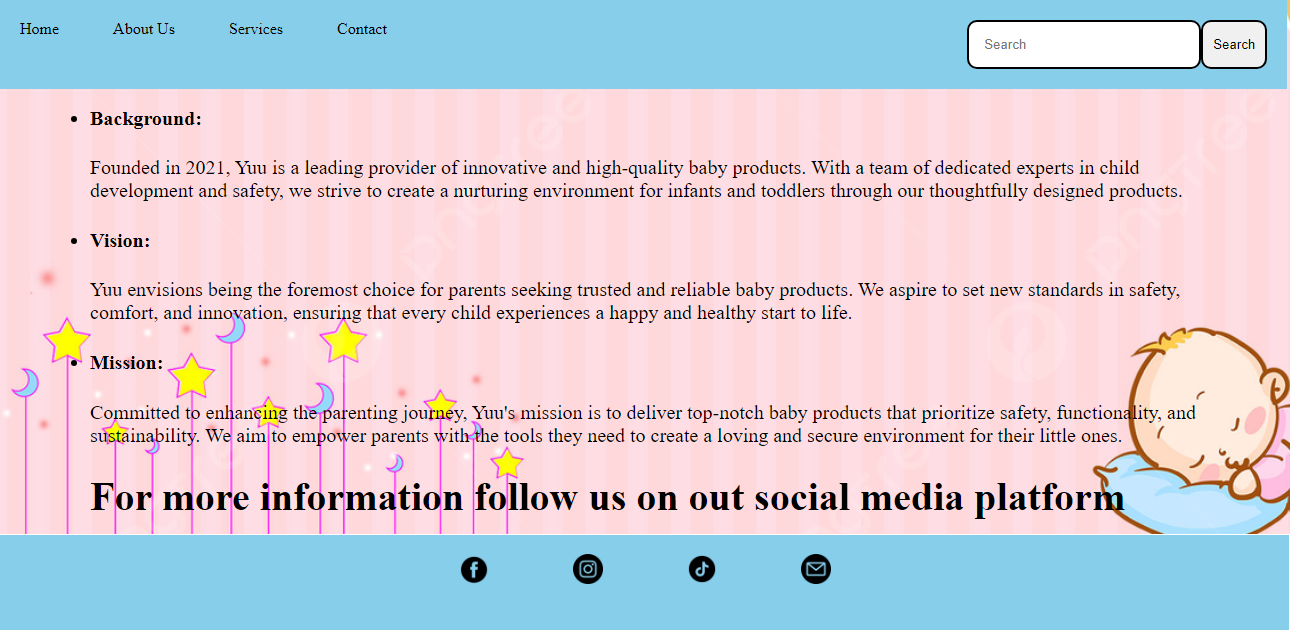 Home About Us Services Contact Search Search
Background:
Founded in 2021, Yuu is a leading provider of innovative and high-quality baby products. With a team of dedicated experts in child
development and safety, we strive to create a nurturing environment for infants and toddlers through our thoughtfully designed products.
Vision:
Yuu envisions being the foremost choice for parents seeking trusted and reliable baby products. We aspire to set new standards in safety,
comfort, and innovation, ensuring that every child experiences a happy and healthy start to life.
Mission:
Committed to enhancing the parenting journey, Yuu's mission is to deliver top-notch baby products that prioritize safety, functionality, and
sustainability. We aim to empower parents with the tools they need to create a loving and secure environment for their little ones.
For more information follow us on out social media platform